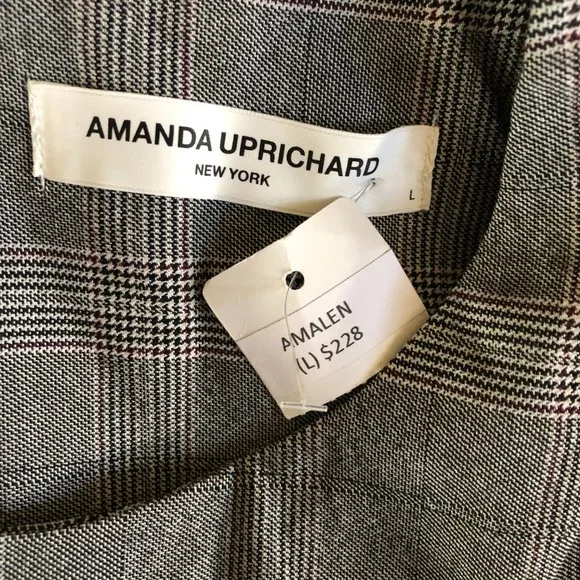 AMANDA UPRICHARD
NEW YORK
L
AMALEN
(L) $228